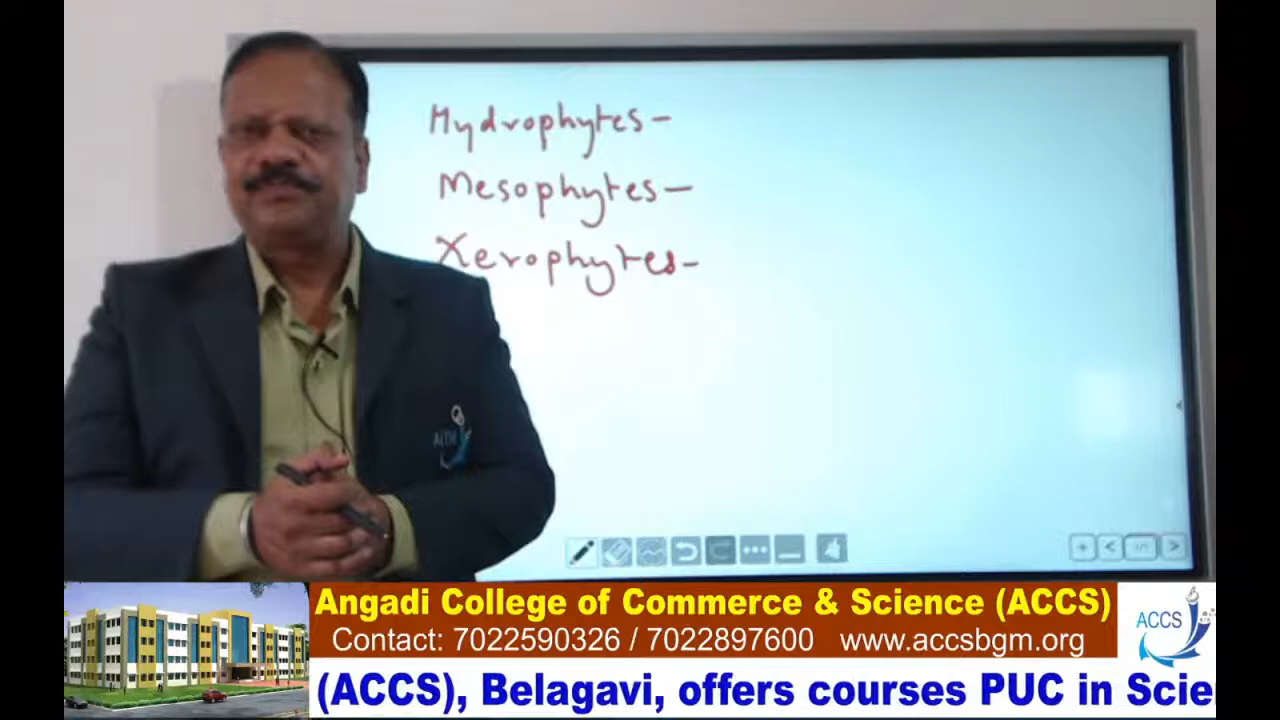 Hydrophytes -
Mesophytes -
Xerophytes -
Angadi College of Commerce & Science (ACCS)
Contact: 7022590326 / 7022897600 www.accsbgm.org
ACCS
(ACCS), Belagavi, offers courses PUC in Scie